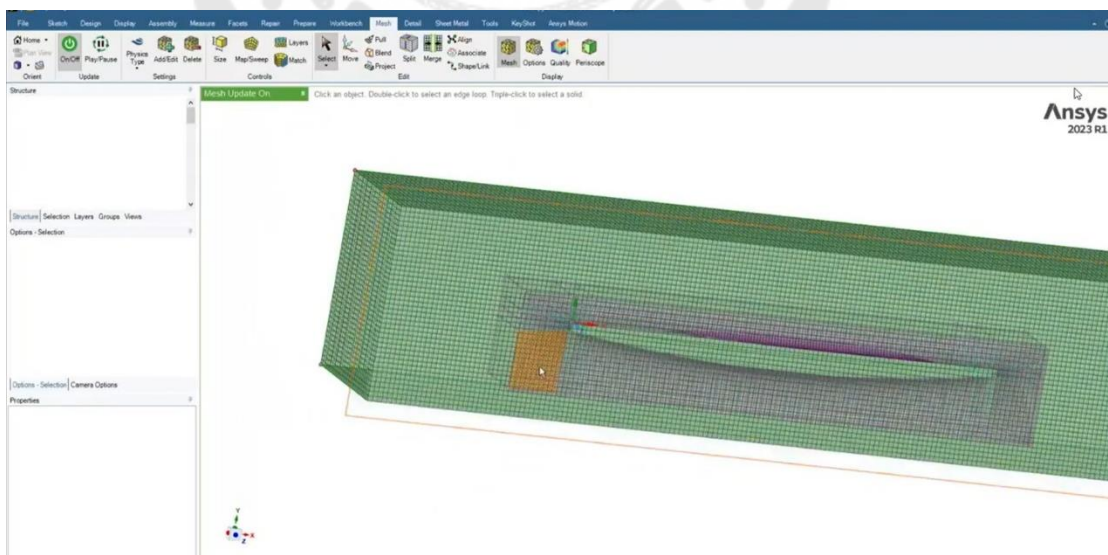 File Sketch Design Display Assembly Measure Facets Repair Prepare Workbench Mesh Detail Sheet Metal Tools KeyShot Ansys Motion
Home
Plan View
Orient
On/Off Play/Pause
Update
Physics Type Add/Edit Delete
Settings
Size Map/Sweep Layers Match
Controls
Select Move Pull Blend Project Split Merge Align Associate Shape/Link
Edit
Mesh Options Quality Periscope
Display
Structure
Mesh Update On
Click an object. Double-click to select an edge loop. Triple-click to select a solid.
Ansys
2023 R1
Structure Selection Layers Groups Views
Options - Selection
Options - Selection Camera Options
Properties
Y
X
Z